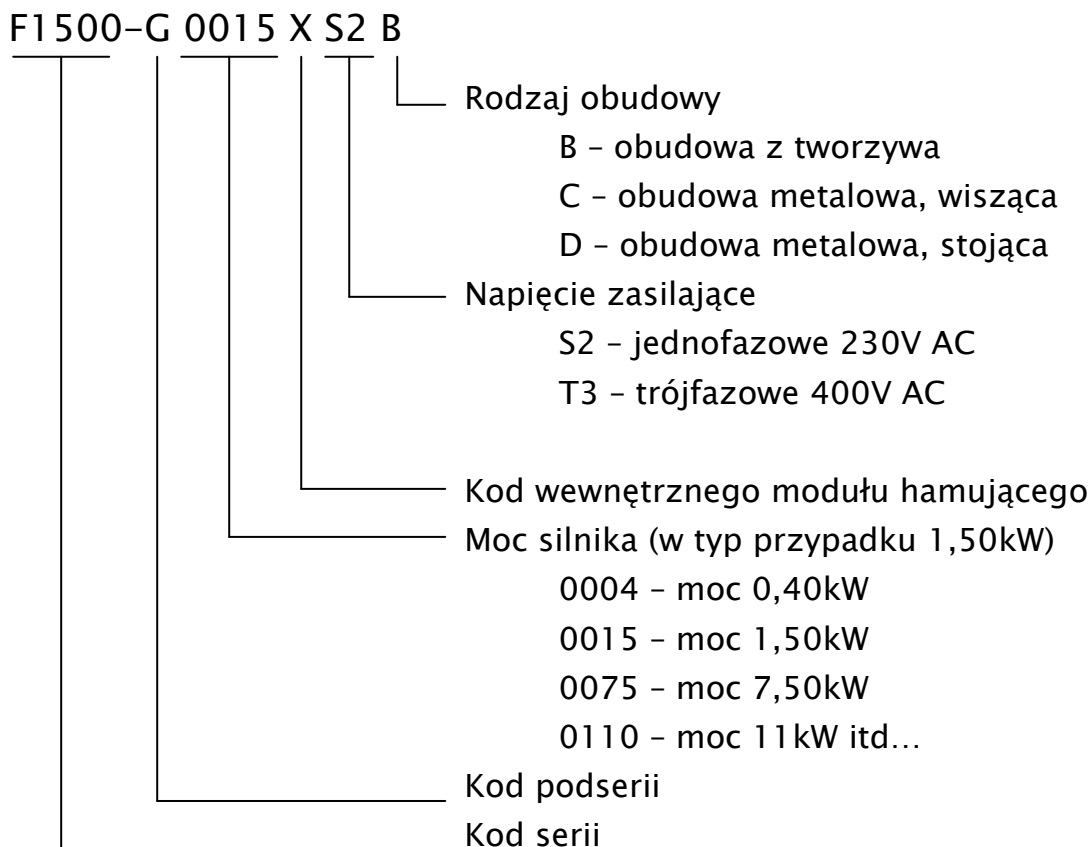 F1500-G 0015 X S2 B
Rodzaj obudowy
B – obudowa z tworzywa
C – obudowa metalowa, wisząca
D – obudowa metalowa, stojąca
Napięcie zasilające
S2 – jednofazowe 230V AC
T3 – trójfazowe 400V AC
Kod wewnętrznego modułu hamującego
Moc silnika (w typ przypadku 1,50kW)
0004 – moc 0,40kW
0015 – moc 1,50kW
0075 – moc 7,50kW
0110 – moc 11kW itd...
Kod podserii
Kod serii